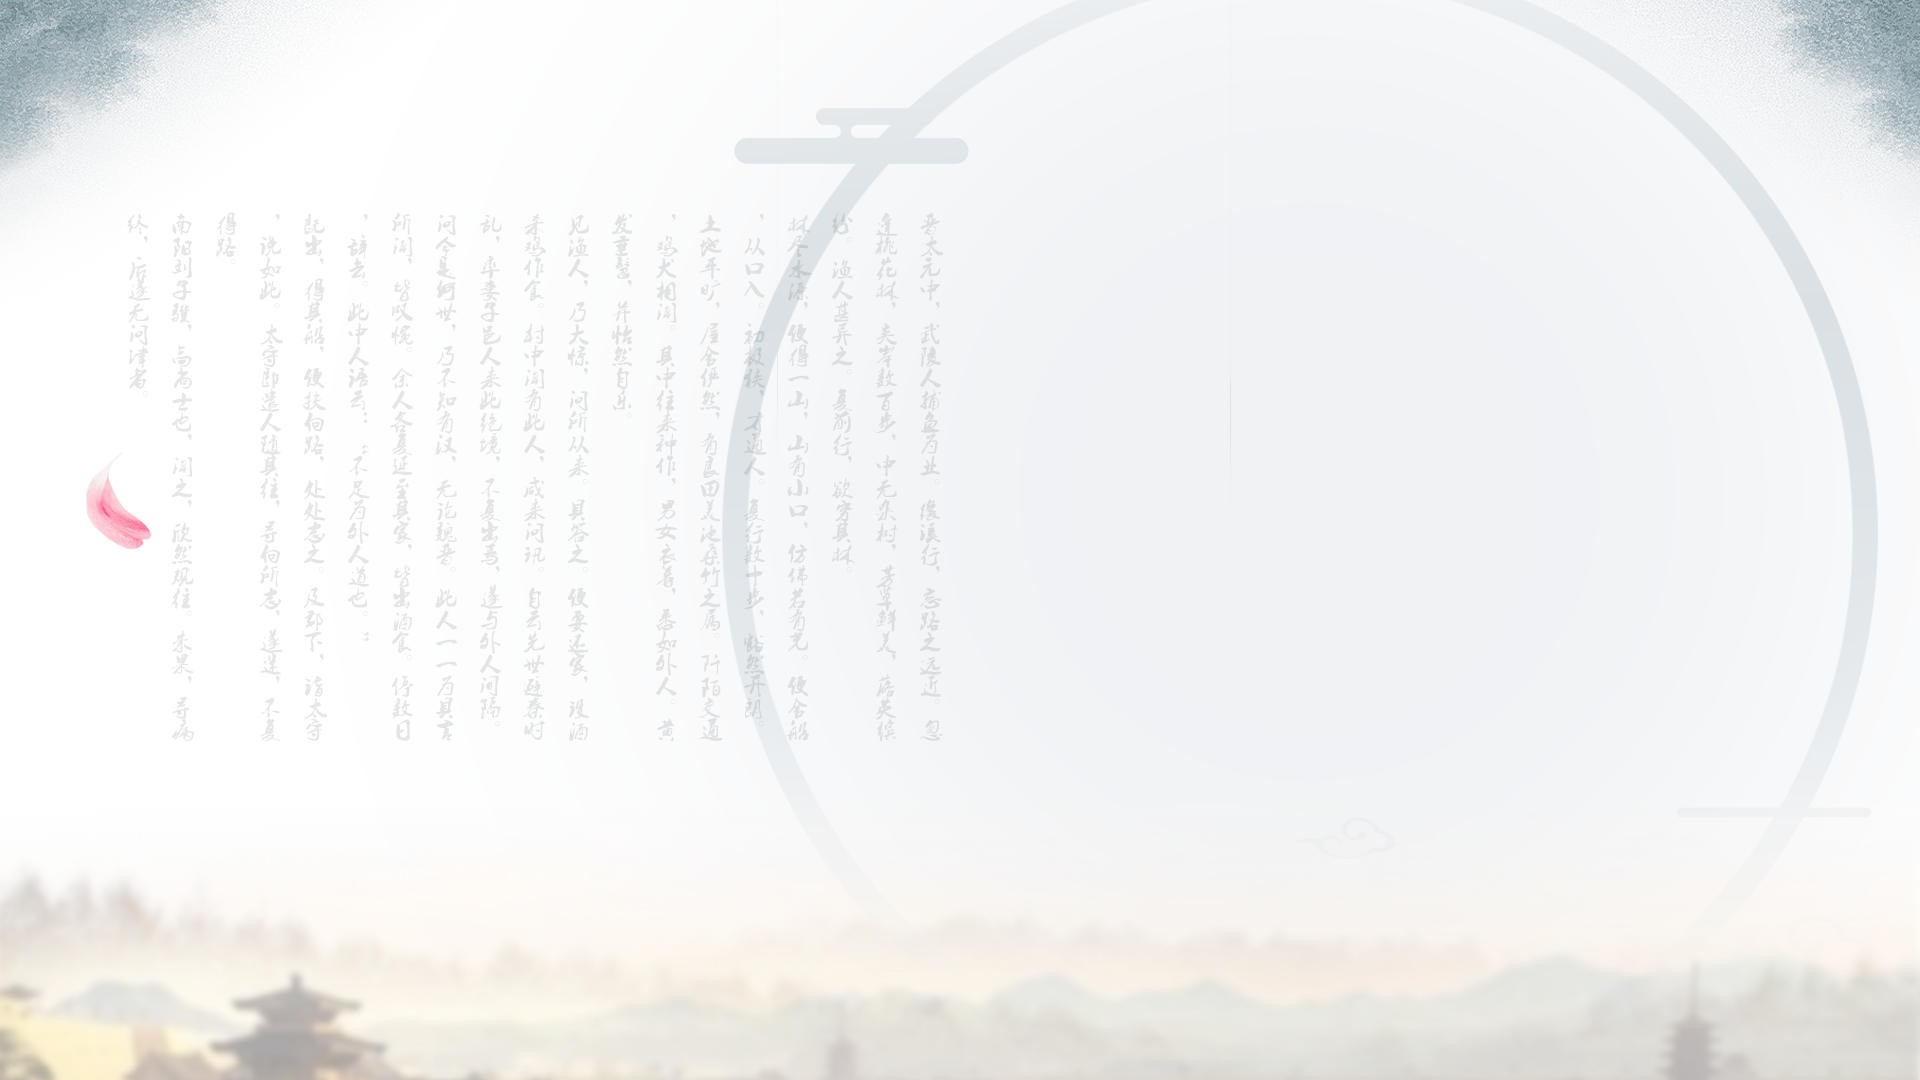 晋太元中，武陵人捕鱼为业。缘溪行，忘路之远近。忽
逢桃花林，夹岸数百步，中无杂树，芳草鲜美，落英缤
纷。渔人甚异之。复前行，欲穷其林。
林尽水源，便得一山，山有小口，仿佛若有光。便舍船
，从口入。初极狭，才通人。复行数十步，豁然开朗。
土地平旷，屋舍俨然，有良田美池桑竹之属。阡陌交通
，鸡犬相闻。其中往来种作，男女衣着，悉如外人。黄
发垂髫，并怡然自乐。
见渔人，乃大惊，问所从来。具答之。便要还家，设酒
杀鸡作食。村中闻有此人，咸来问讯。自云先世避秦时
乱，率妻子邑人来此绝境，不复出焉，遂与外人间隔。
问今是何世，乃不知有汉，无论魏晋。此人一一为具言
所闻，皆叹惋。余人各复延至其家，皆出酒食。停数日
，辞去。此中人语云：“不足为外人道也。”
既出，得其船，便扶向路，处处志之。及郡下，诣太守
，说如此。太守即遣人随其往，寻向所志，遂迷，不复
得路。
南阳刘子骥，高尚士也，闻之，欣然规往。未果，寻病
终，后遂无问津者。